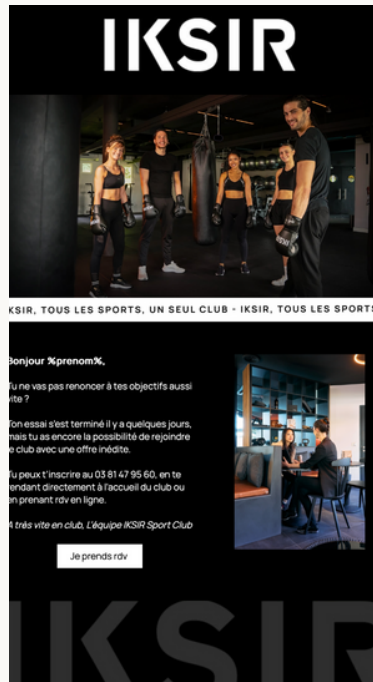 IKSIR
KSIR, TOUS LES SPORTS, UN SEUL CLUB - IKSIR, TOUS LES SPORTS
Bonjour %prenom%,
Tu ne vas pas renoncer à tes objectifs aussi
vite ?
Ton essai s'est terminé il y a quelques jours,
mais tu as encore la possibilité de rejoindre
le club avec une offre inédite.
Tu peux t'inscrire au 03 81 47 95 60, en te
rendant directement à l'accueil du club ou
en prenant rdv en ligne.
A très vite en club, L'équipe IKSIR Sport Club
Je prends rdv
IKSIR